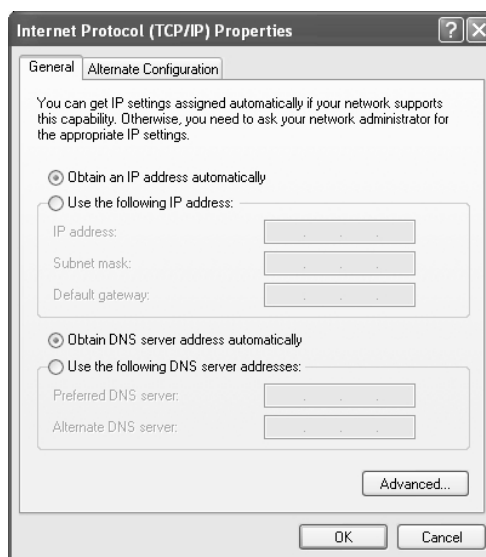 Internet Protocol (TCP/IP) Properties
General Alternate Configuration
You can get IP settings assigned automatically if your network supports
this capability. Otherwise, you need to ask your network administrator for
the appropriate IP settings.
Obtain an IP address automatically
Use the following IP address:
IP address:
Subnet mask:
Default gateway:
Obtain DNS server address automatically
Use the following DNS server addresses:
Preferred DNS server:
Alternate DNS server:
Advanced...
OK Cancel